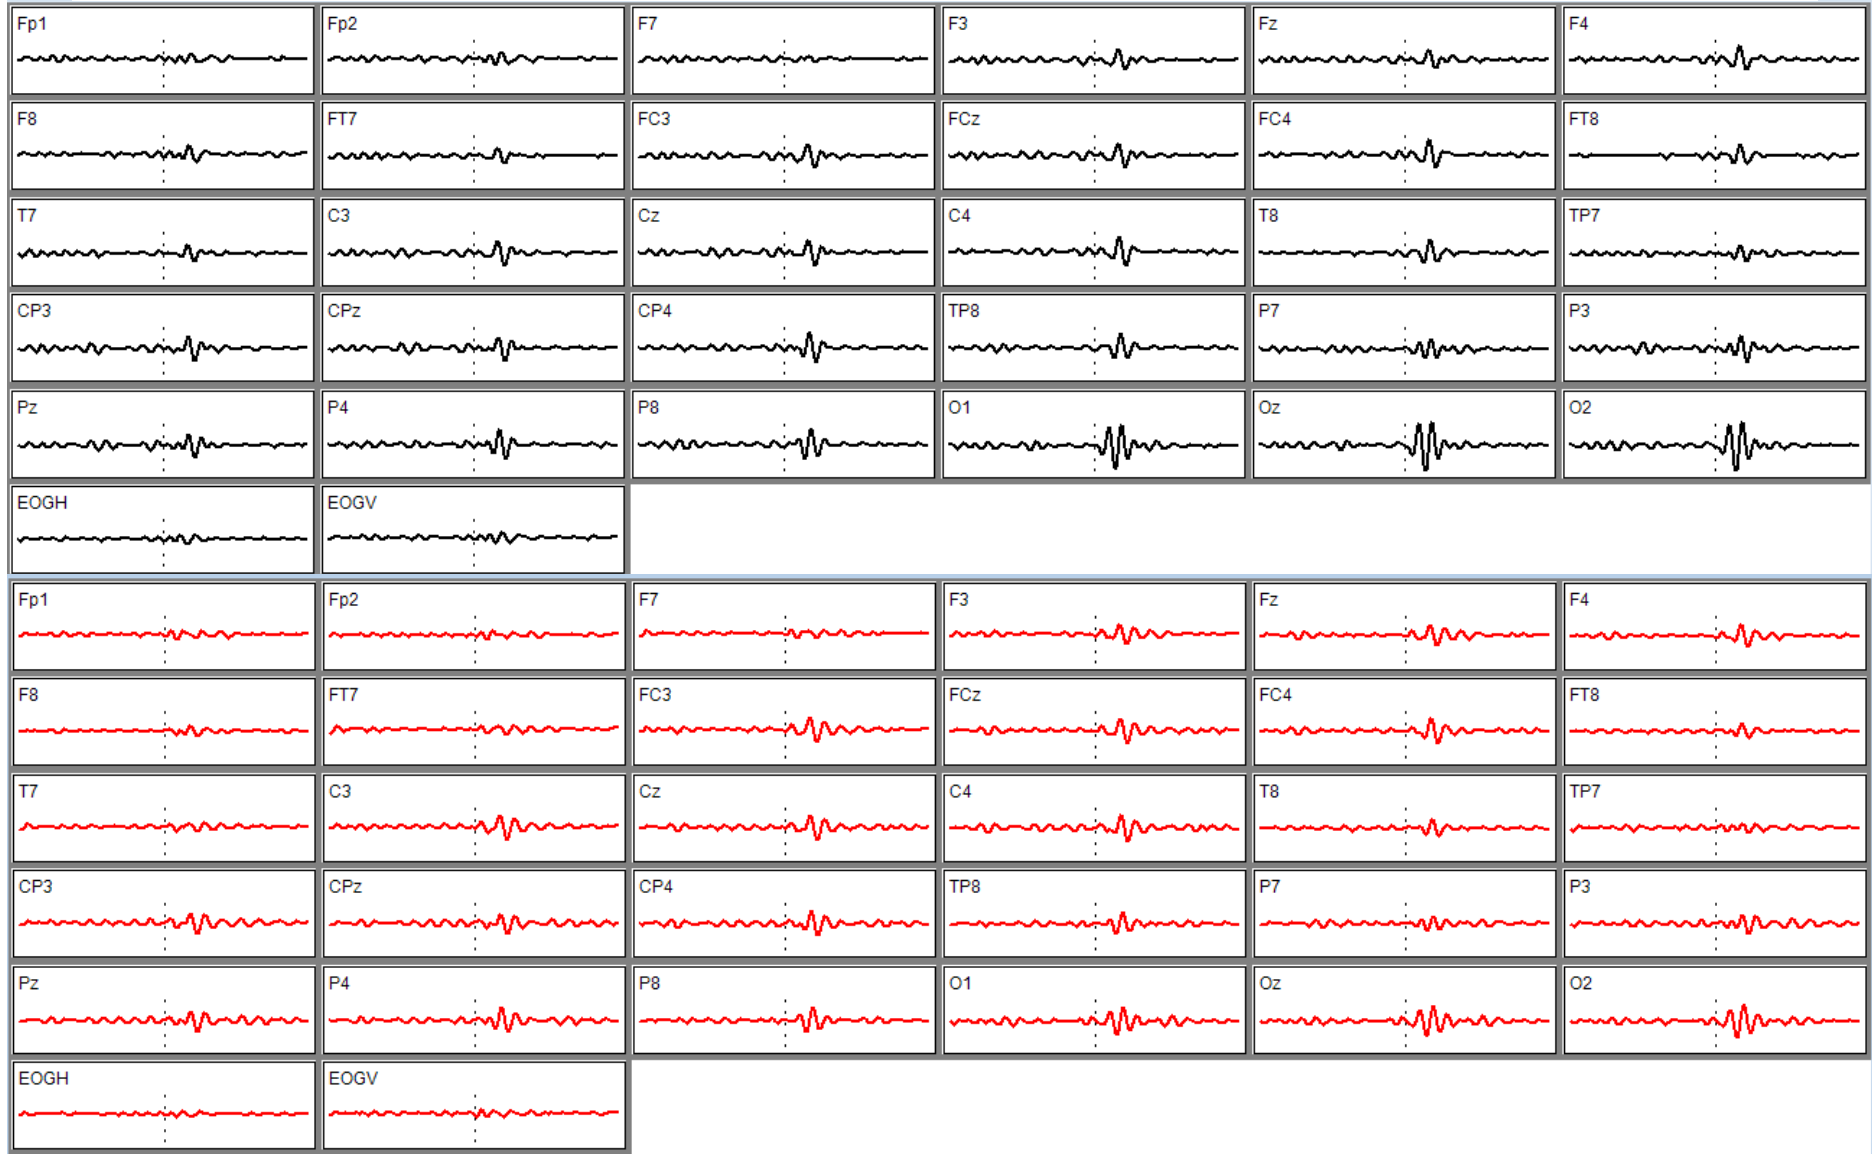 Fp1 Fp2 F7 F3 Fz F4
F8 FT7 FC3 FCz FC4 FT8
T7 C3 Cz C4 T8 TP7
CP3 CPz CP4 TP8 P7 P3
Pz P4 P8 O1 Oz O2
EOGH EOGV
Fp1 Fp2 F7 F3 Fz F4
F8 FT7 FC3 FCz FC4 FT8
T7 C3 Cz C4 T8 TP7
CP3 CPz CP4 TP8 P7 P3
Pz P4 P8 O1 Oz O2
EOGH EOGV